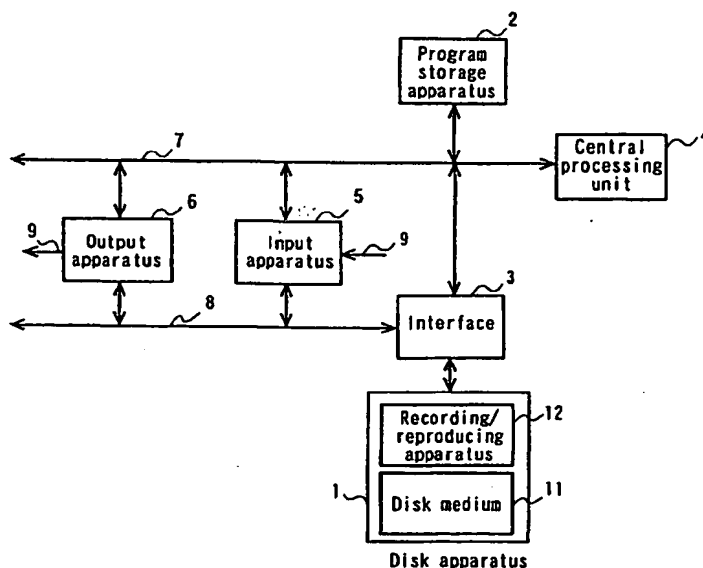 2
Program
storage
apparatus
7
4
Central
processing
unit
6
5
9
Output
apparatus
Input
apparatus
9
8
3
Interface
12
Recording/
reproducing
apparatus
1
11
Disk medium
Disk apparatus